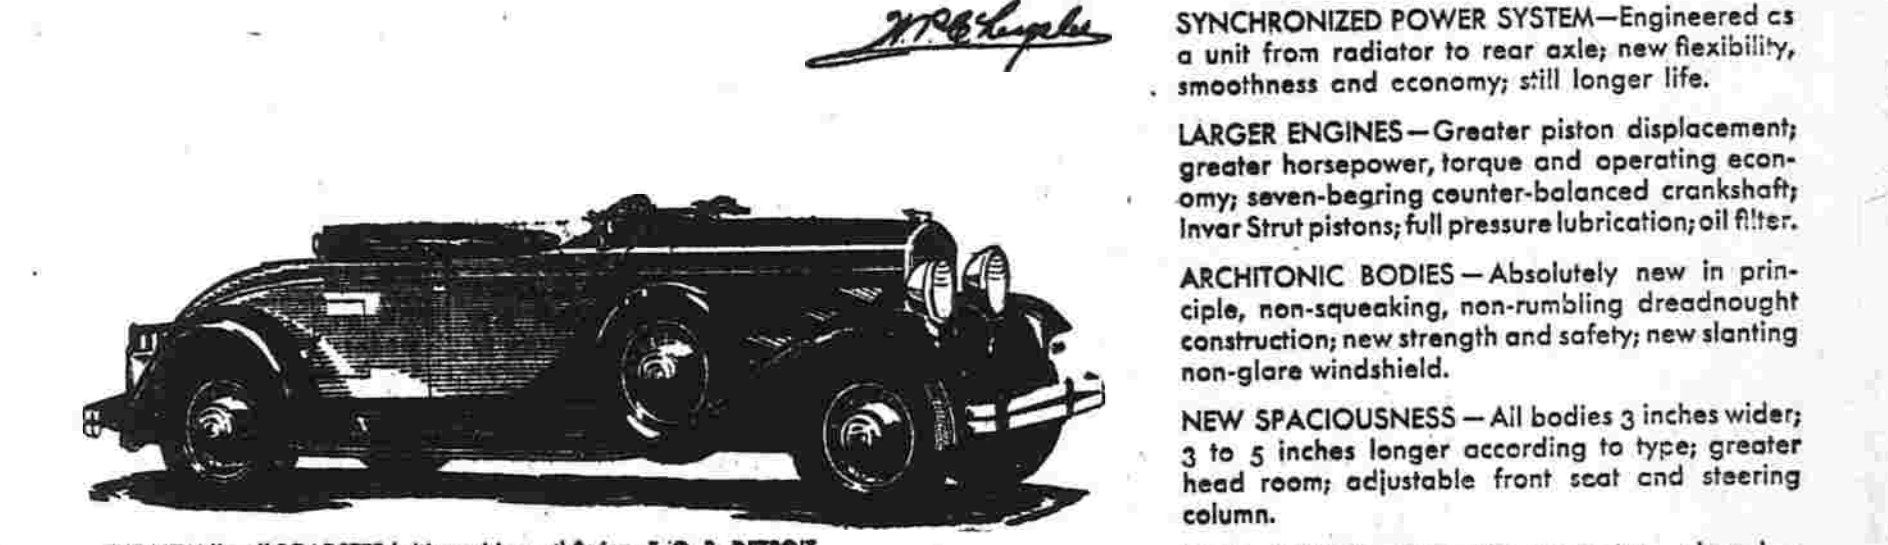 W.P. Chrysler
SYNCHRONIZED POWER SYSTEM—Engineered as
a unit from radiator to rear axle; new flexibility,
smoothness and economy; still longer life.
LARGER ENGINES—Greater piston displacement;
greater horsepower, torque and operating econ-
omy; seven-bearing counter-balanced crankshaft;
Invar Strut pistons; full pressure lubrication; oil filter.
ARCHITONIC BODIES—Absolutely new in prin-
ciple, non-squeaking, non-rumbling dreadnought
construction; new strength and safety; new slanting
non-glare windshield.
NEW SPACIOUSNESS—All bodies 3 inches wider;
3 to 5 inches longer according to type; greater
head room; adjustable front seat and steering
column.